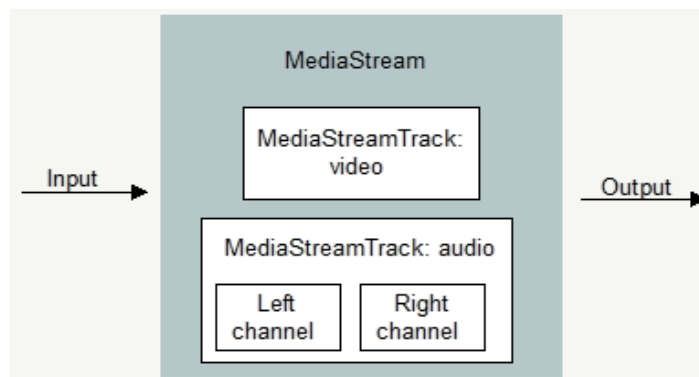 MediaStream
MediaStreamTrack:
video
Input
Output
MediaStreamTrack: audio
Left
channel
Right
channel